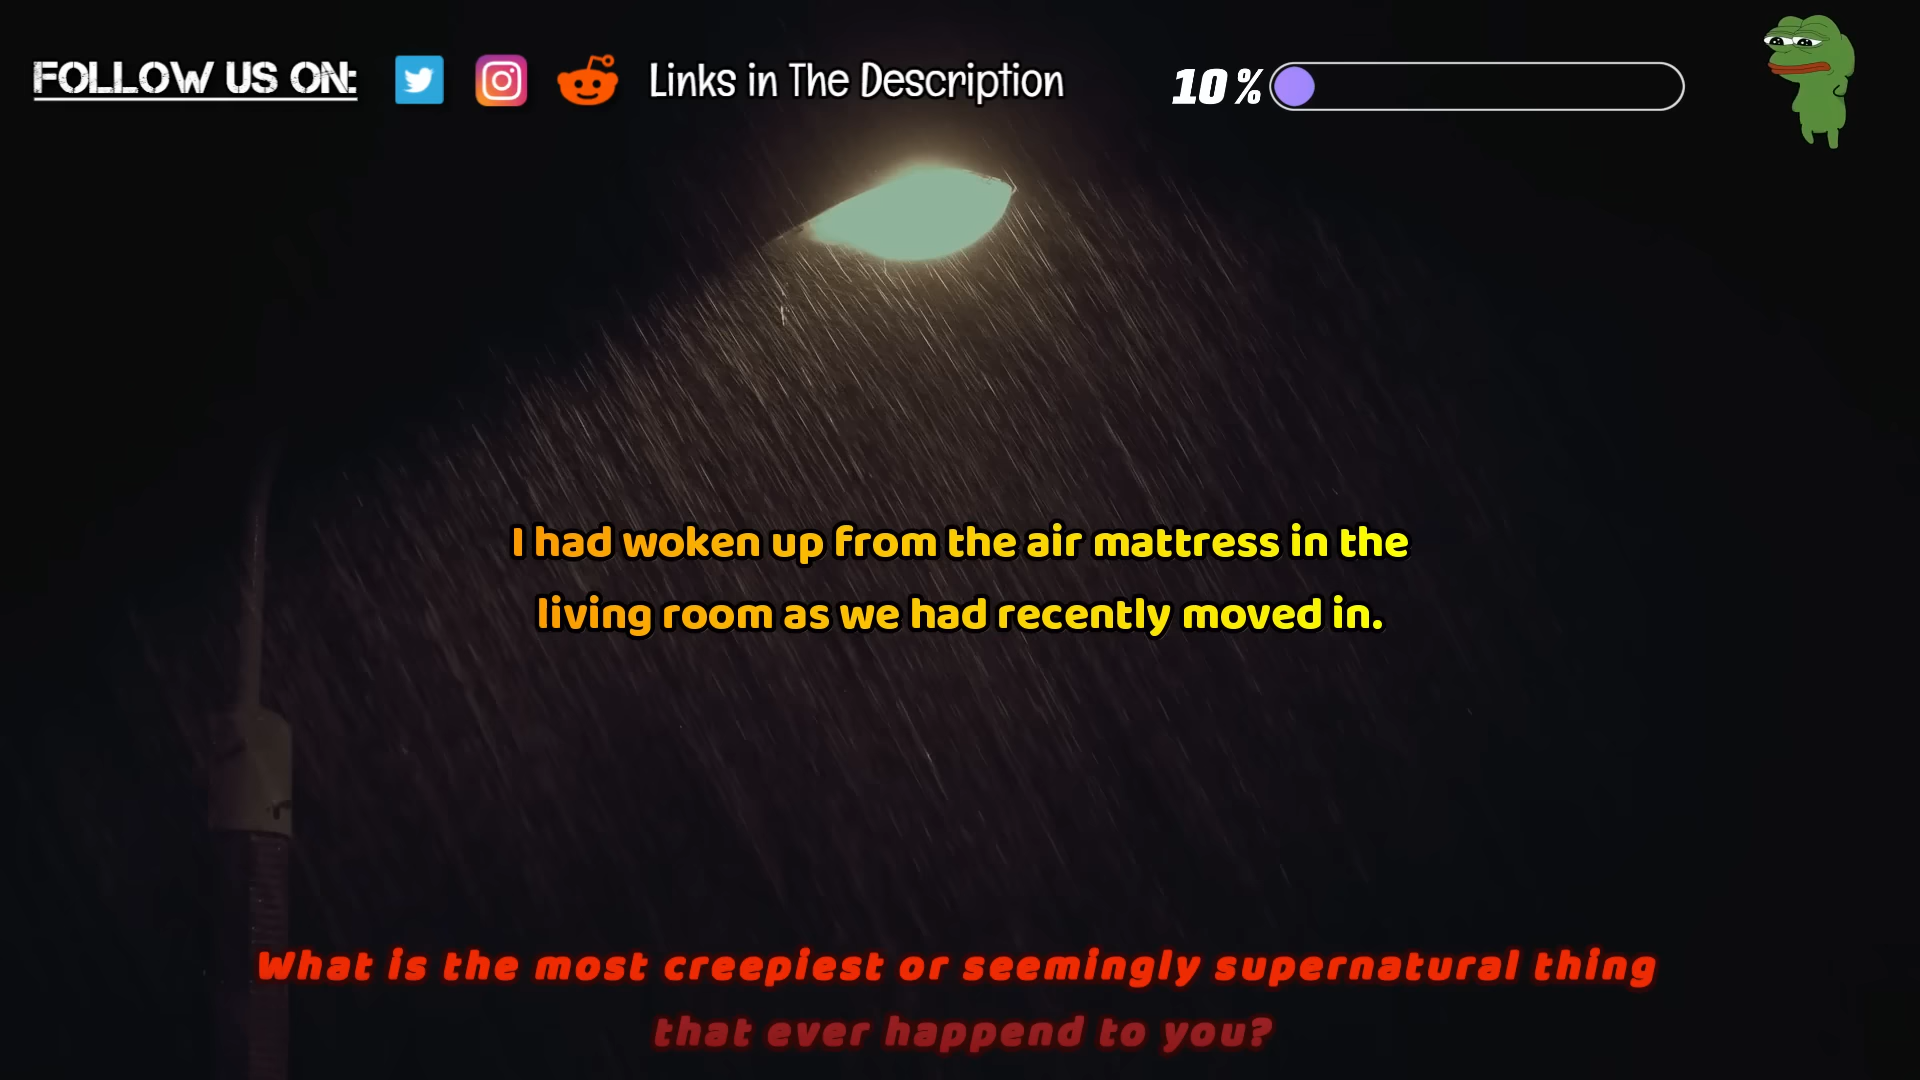 FOLLOW US ON:
Links in The Description
10 %
I had woken up from the air mattress in the
living room as we had recently moved in.
What is the most creepiest or seemingly supernatural thing
that ever happend to you?